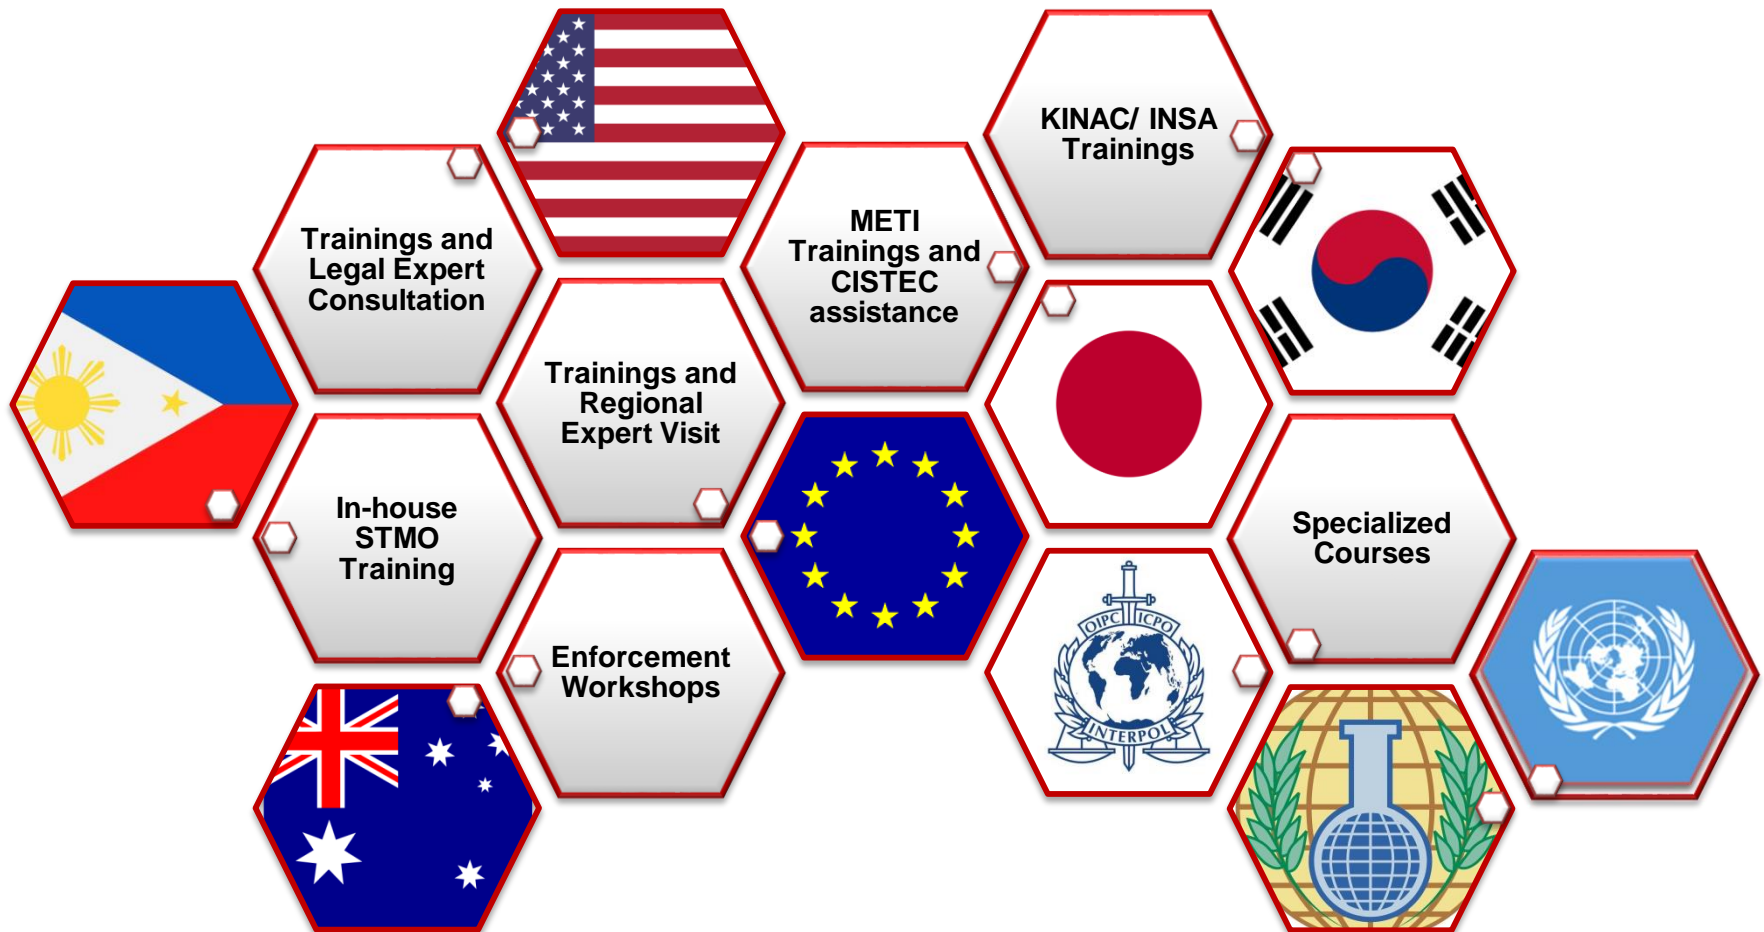 KINAC/ INSA
Trainings
METI
Trainings and
CISTEC
assistance
Trainings and
Legal Expert
Consultation
Trainings and
Regional
Expert Visit
In-house
STMO
Training
Specialized
Courses
Enforcement
Workshops
OIPC ICPO
INTERPOL